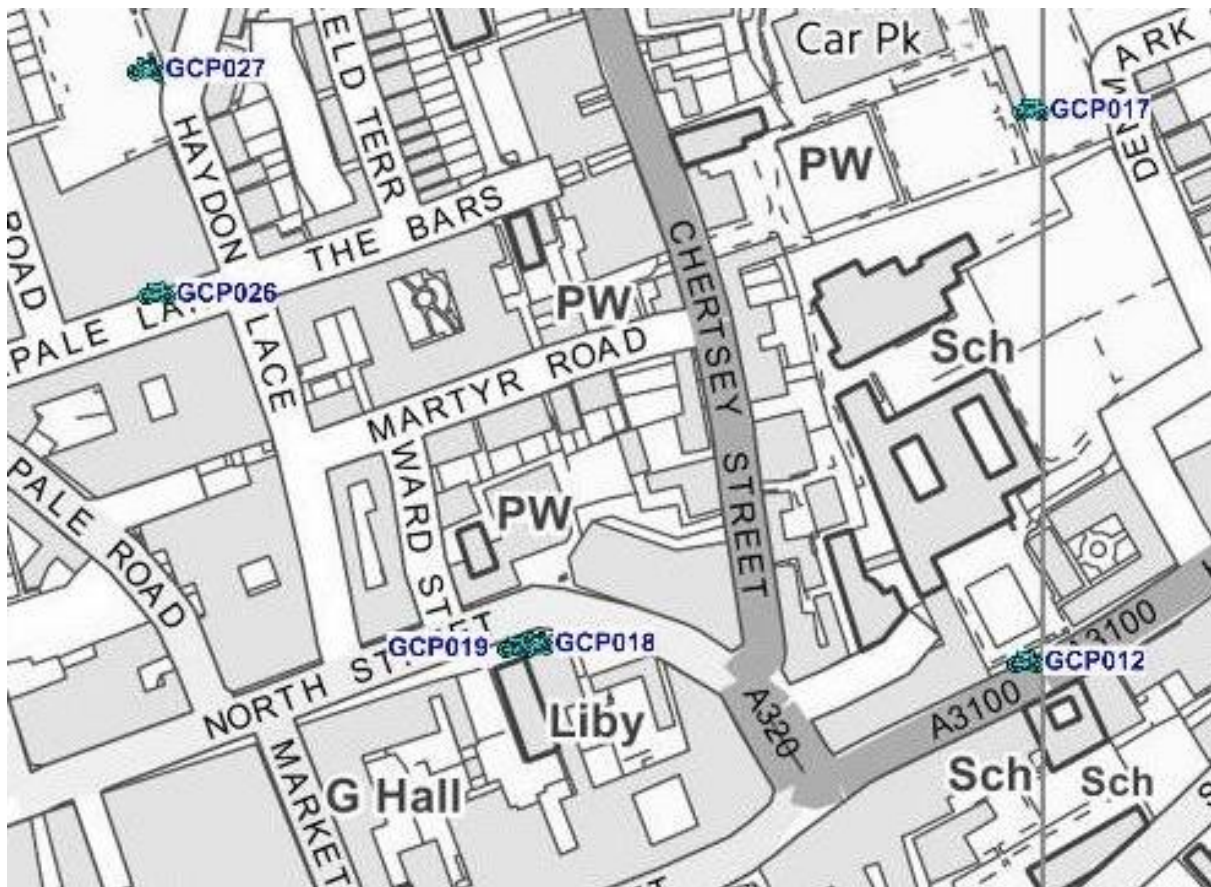 Car Pk
ELD TERR
GCP027
GCP017
DENMARK
HAYDON
PW
THE BARS
ROAD
CHERTSEY STREET
GCP026
PALE LA.
PLACE
PW
MARTYR ROAD
Sch
WARD ST
PALE ROAD
PW
GCP019
GCP018
GCP012
A3100
NORTH ST.
A3100
A320
Liby
MARKET
G Hall
Sch
Sch